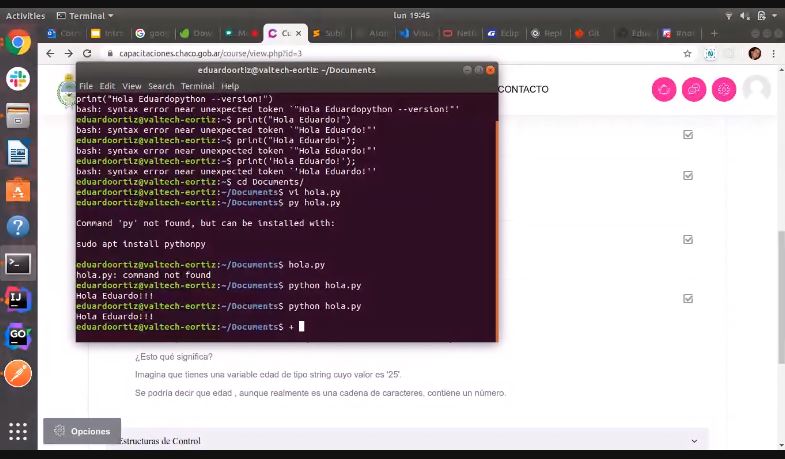 Activities
Terminal
lun 19:45
Intro
goog
Dow
Me
Cu
Subl
Atom
Visu
Netf
Eclip
Repl
Git
Edu
#no
capacitaciones.chaco.gob.ar/course/view.php?id=3
eduardoortiz@valtech-eortiz: ~/Documents
File Edit View Search Terminal Help
CONTACTO
print("Hola Eduardopython --version!")
bash: syntax error near unexpected token `"Hola Eduardopython --version!"'
eduardoortiz@valtech-eortiz:~$ print("Hola Eduardo!")
bash: syntax error near unexpected token `"Hola Eduardo!"'
eduardoortiz@valtech-eortiz:~$ print("Hola Eduardo!");
bash: syntax error near unexpected token `"Hola Eduardo!"'
eduardoortiz@valtech-eortiz:~$ print('Hola Eduardo!');
bash: syntax error near unexpected token `'Hola Eduardo!''
eduardoortiz@valtech-eortiz:~$ cd Documents/
eduardoortiz@valtech-eortiz:~/Documents$ vi hola.py
eduardoortiz@valtech-eortiz:~/Documents$ py hola.py
Command 'py' not found, but can be installed with:
sudo apt install pythonpy
eduardoortiz@valtech-eortiz:~/Documents$ hola.py
hola.py: command not found
eduardoortiz@valtech-eortiz:~/Documents$ python hola.py
Hola Eduardo!!!
eduardoortiz@valtech-eortiz:~/Documents$ python hola.py
Hola Eduardo!!!
eduardoortiz@valtech-eortiz:~/Documents$ +
¿Esto qué significa?
Imagina que tienes una variable edad de tipo string cuyo valor es '25'.
Se podría decir que edad , aunque realmente es una cadena de caracteres, contiene un número.
Opciones
Estructuras de Control